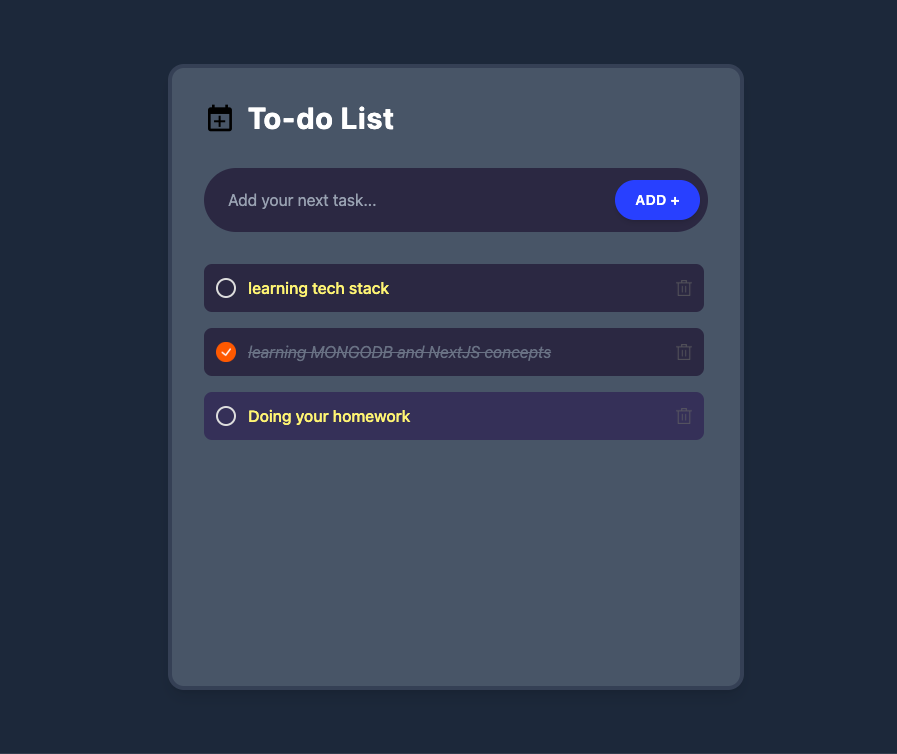 To-do List
Add your next task...
ADD +
learning tech stack
learning MONGODB and NextJS concepts
Doing your homework